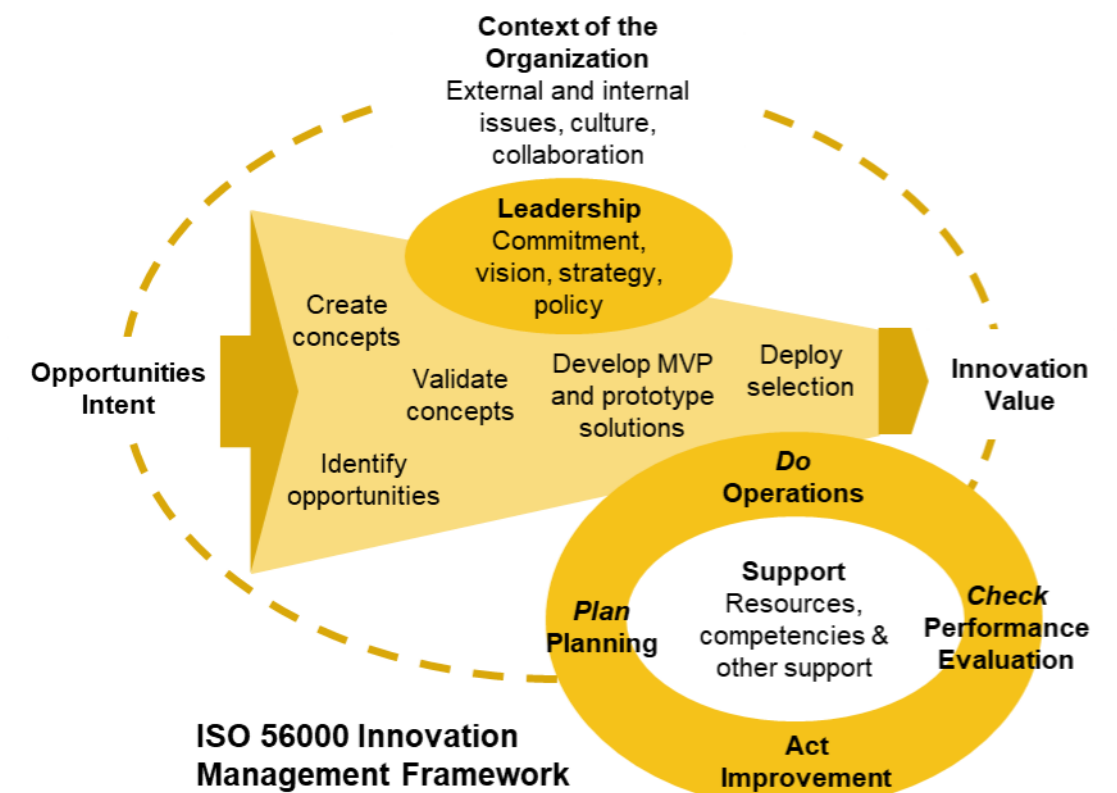 Context of the
Organization
External and internal
issues, culture,
collaboration
Leadership
Commitment,
vision, strategy,
policy
Create
concepts
Opportunities
Intent
Validate
concepts
Develop MVP
and prototype
solutions
Deploy
selection
Innovation
Value
Identify
opportunities
Do
Operations
Support
Resources,
competencies &
other support
Plan
Planning
Check
Performance
Evaluation
Act
Improvement
ISO 56000 Innovation
Management Framework